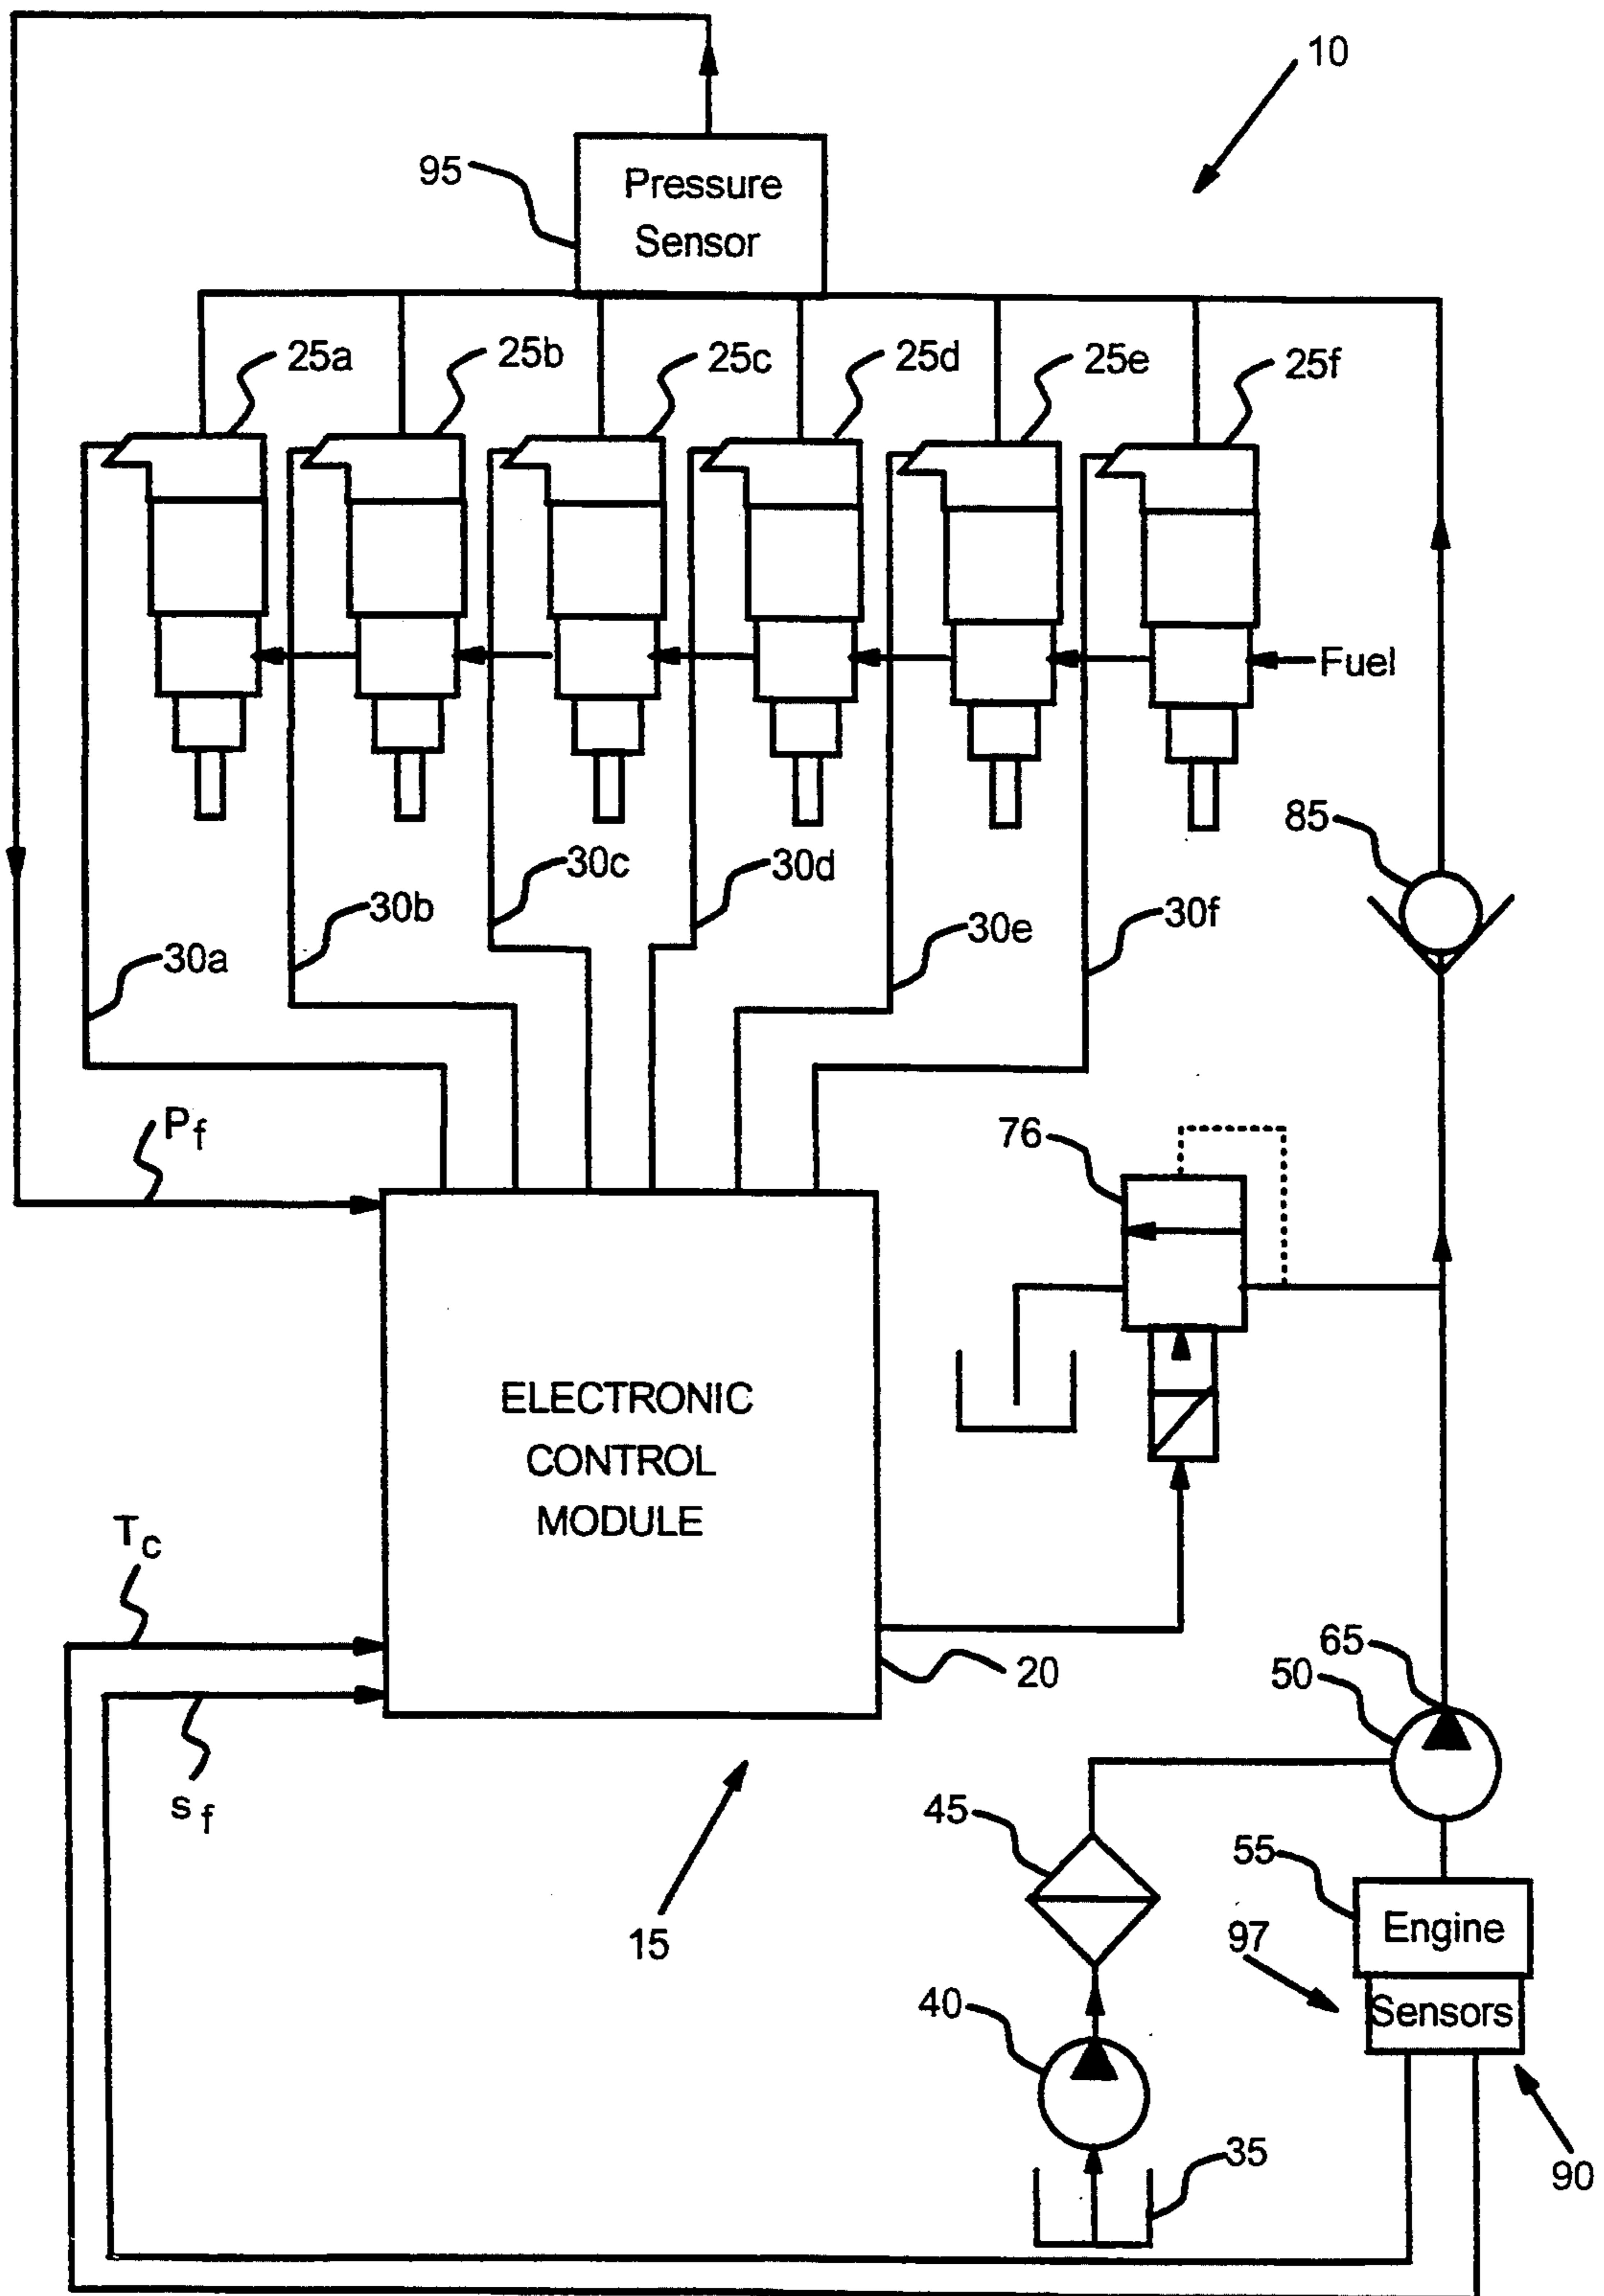 10
95
Pressure
Sensor
25a
25b
25c
25d
25e
25f
Fuel
85
30c
30d
30b
30e
30f
30a
Pf
76
ELECTRONIC
CONTROL
MODULE
Tc
20
65
50
sf
45
55
Engine
15
97
40
Sensors
35
90